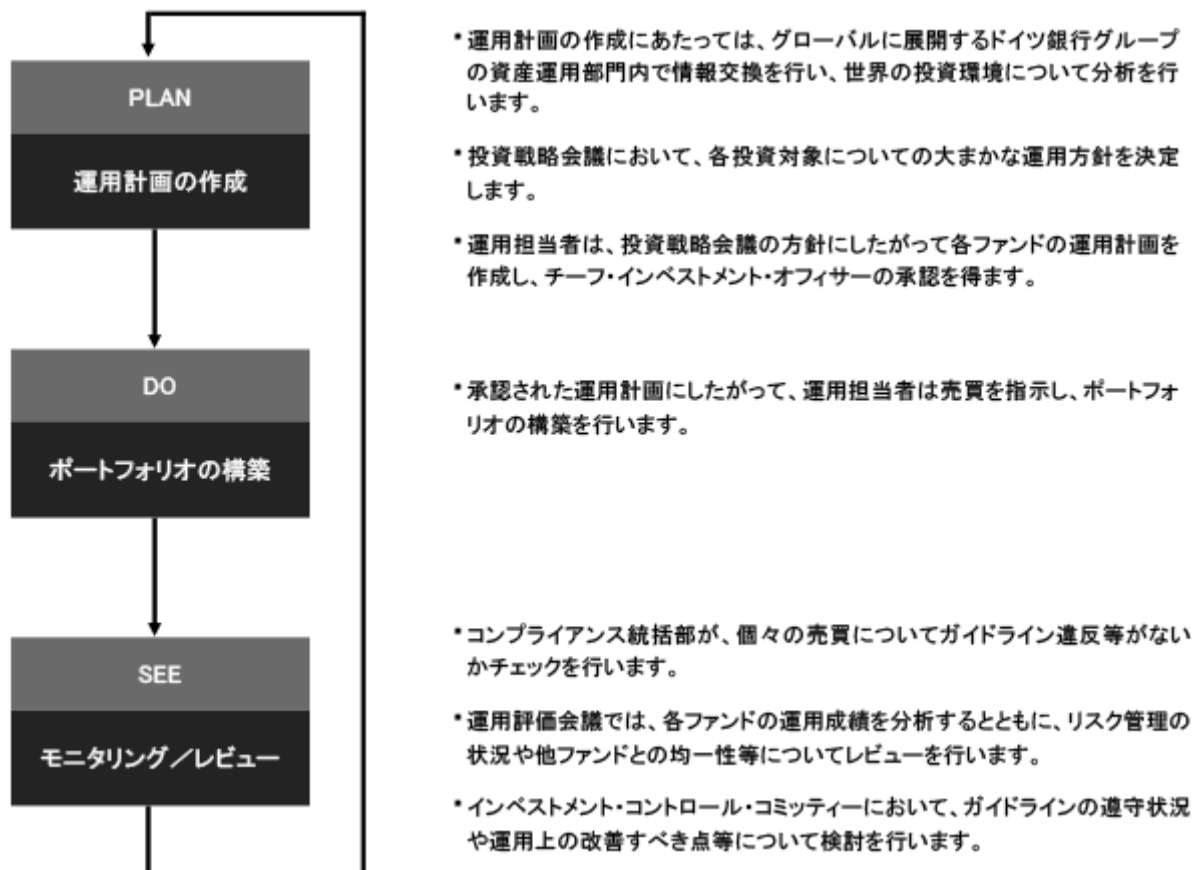 PLAN
運用計画の作成
*運用計画の作成にあたっては、グローバルに展開するドイツ銀行グループ
の資産運用部門内で情報交換を行い、世界の投資環境について分析を行
います。
*投資戦略会議において、各投資対象についての大まかな運用方針を決定
します。
*運用担当者は、投資戦略会議の方針にしたがって各ファンドの運用計画を
作成し、チーフ・インベストメント・オフィサーの承認を得ます。
DO
ポートフォリオの構築
*承認された運用計画にしたがって、運用担当者は売買を指示し、ポートフォ
リオの構築を行います。
SEE
モニタリング/レビュー
*コンプライアンス統括部が、個々の売買についてガイドライン違反等がない
かチェックを行います。
*運用評価会議では、各ファンドの運用成績を分析するとともに、リスク管理の
状況や他ファンドとの均一性等についてレビューを行います。
*インベストメント・コントロール・コミッティーにおいて、ガイドラインの遵守状況
や運用上の改善すべき点等について検討を行います。